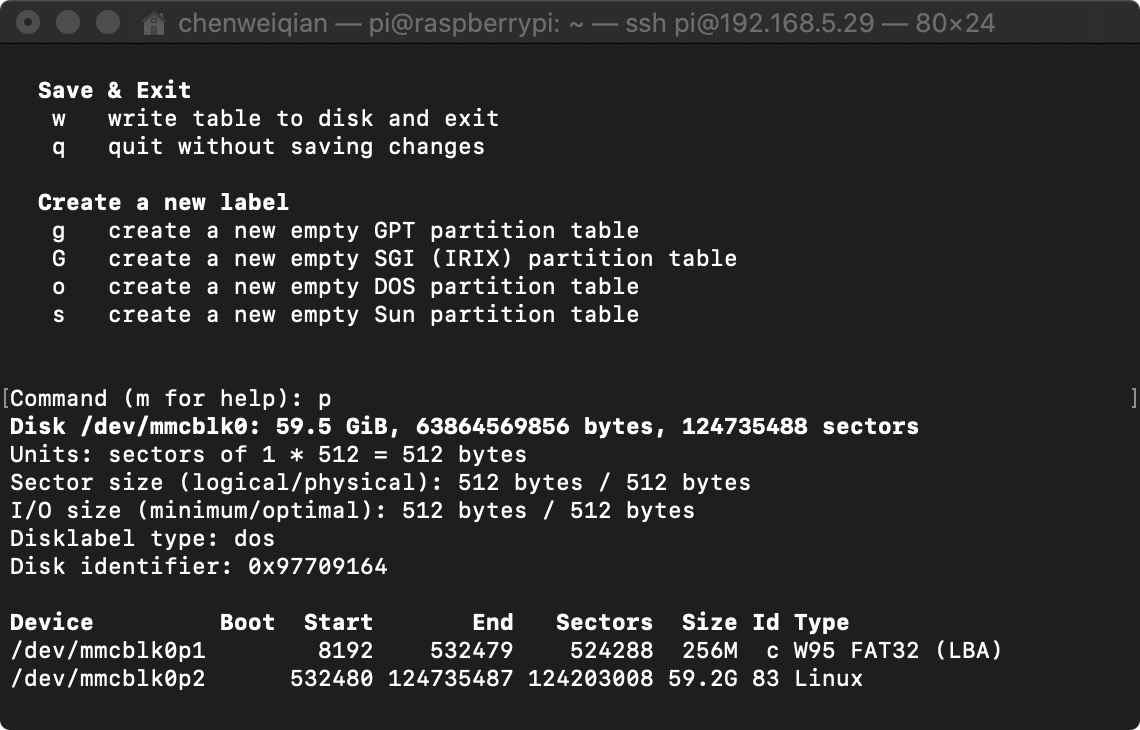 chenweiqian — pi@raspberrypi: ~ — ssh pi@192.168.5.29 — 80×24
Save & Exit
w   write table to disk and exit
q   quit without saving changes
Create a new label
g   create a new empty GPT partition table
G   create a new empty SGI (IRIX) partition table
o   create a new empty DOS partition table
s   create a new empty Sun partition table
[Command (m for help): p ]
Disk /dev/mmcblk0: 59.5 GiB, 63864569856 bytes, 124735488 sectors
Units: sectors of 1 * 512 = 512 bytes
Sector size (logical/physical): 512 bytes / 512 bytes
I/O size (minimum/optimal): 512 bytes / 512 bytes
Disklabel type: dos
Disk identifier: 0x97709164
Device         Boot  Start       End   Sectors  Size Id Type
/dev/mmcblk0p1        8192    532479    524288  256M  c W95 FAT32 (LBA)
/dev/mmcblk0p2      532480 124735487 124203008 59.2G 83 Linux